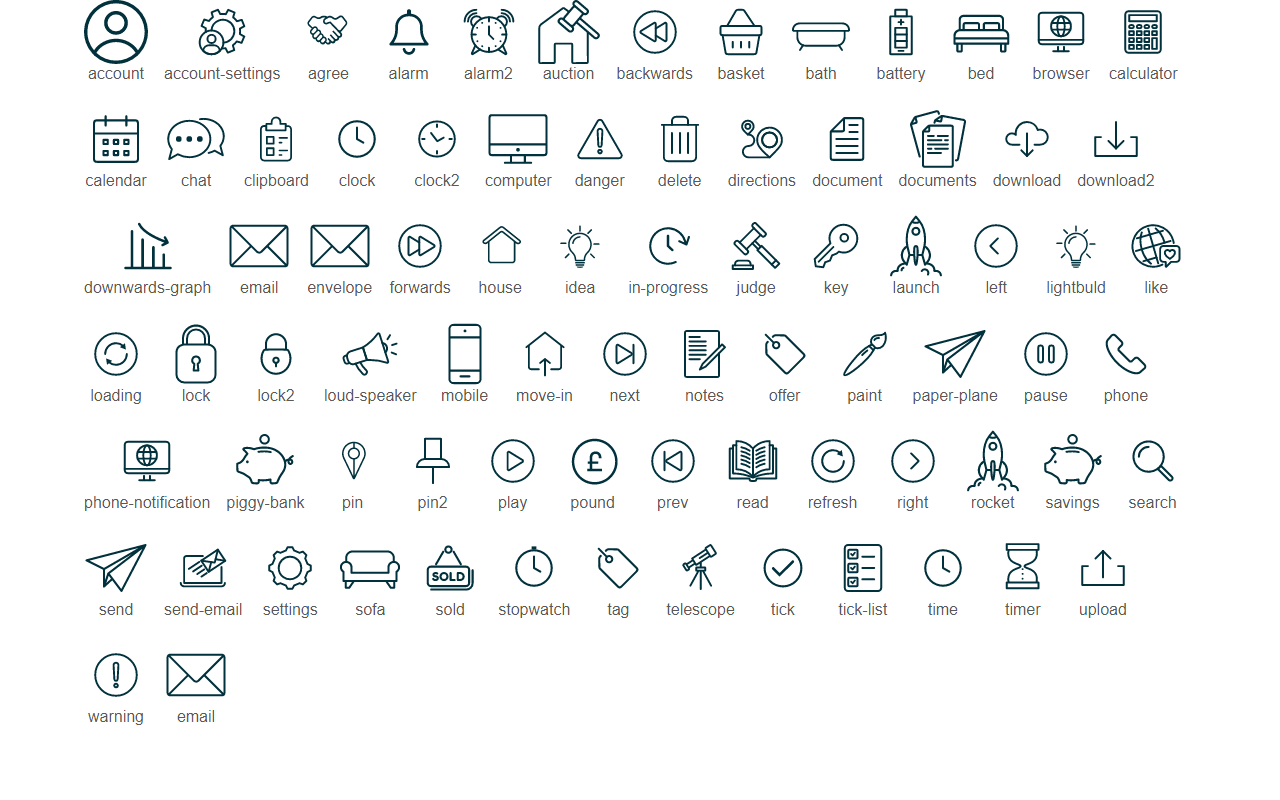 account account-settings agree alarm alarm2 auction backwards basket bath battery bed browser calculator
calendar chat clipboard clock clock2 computer danger delete directions document documents download download2
downwards-graph email envelope forwards house idea in-progress judge key launch left lightbuld like
loading lock lock2 loud-speaker mobile move-in next notes offer paint paper-plane pause phone
phone-notification piggy-bank pin pin2 play pound prev read refresh right rocket savings search
SOLD
send send-email settings sofa sold stopwatch tag telescope tick tick-list time timer upload
warning email